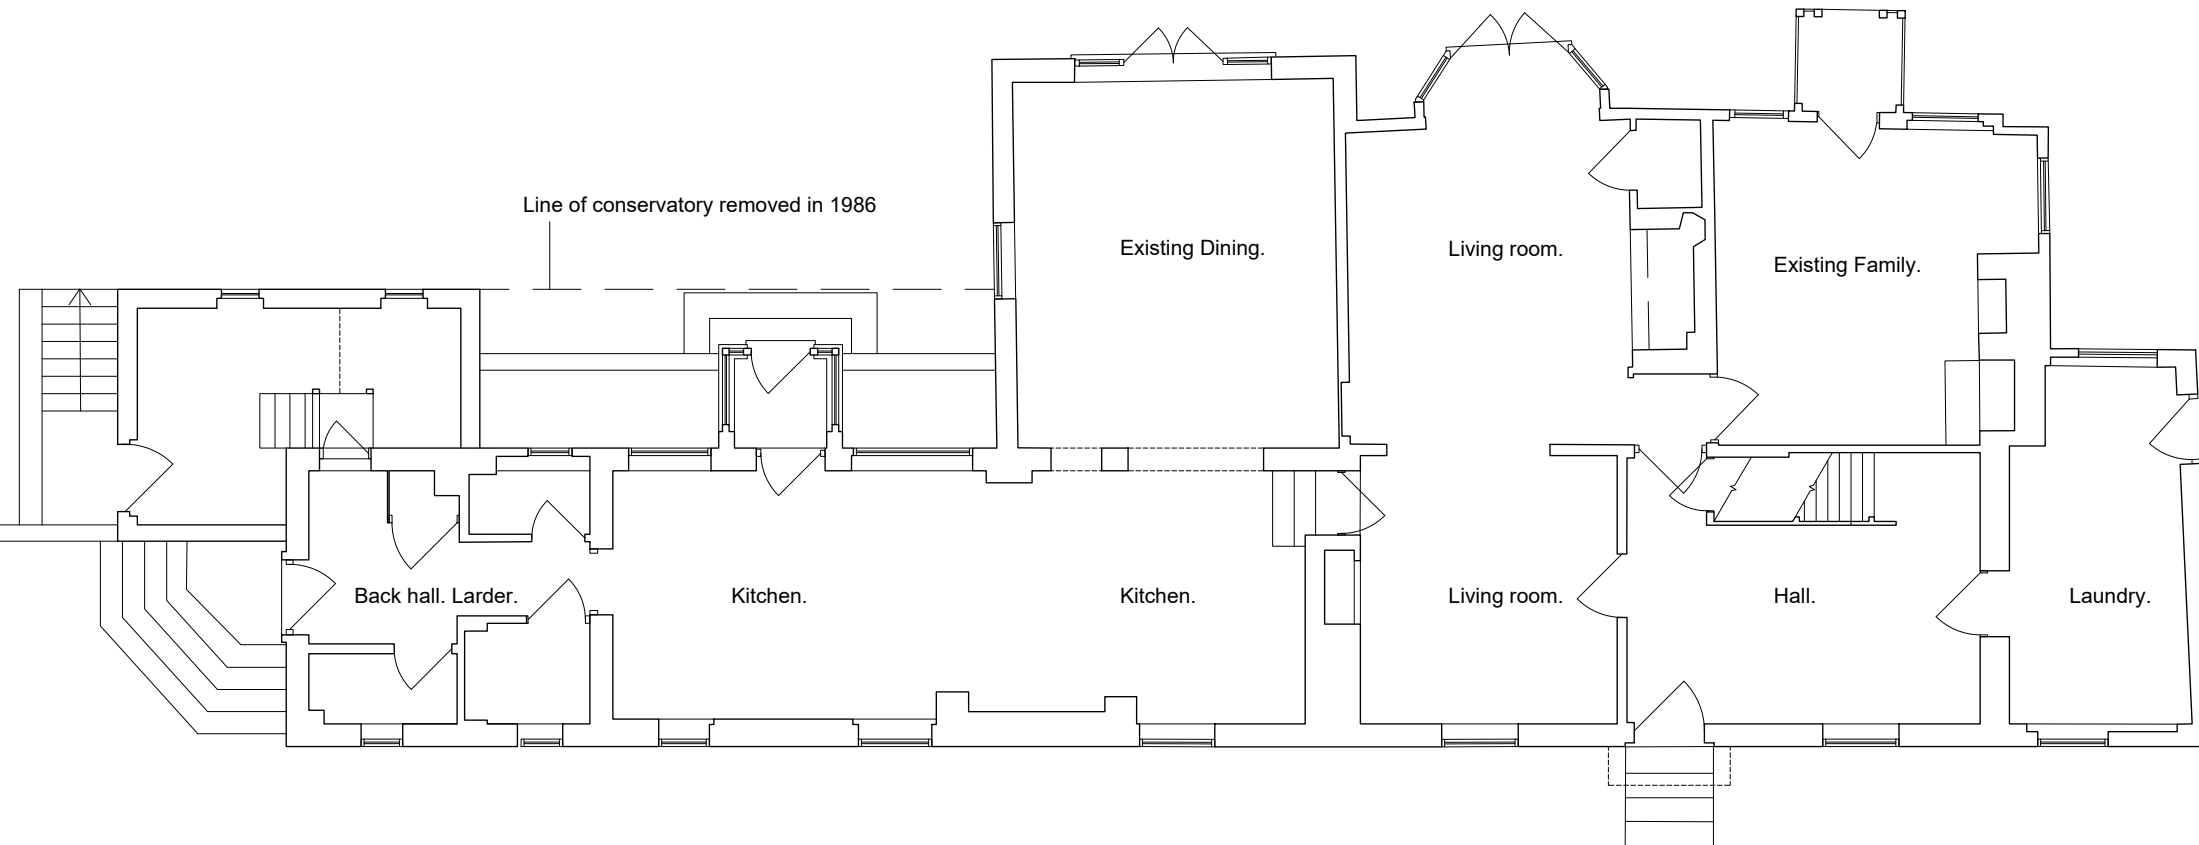 Line of conservatory removed in 1986
Existing Dining.
Living room.
Existing Family.
Back hall. Larder.
Kitchen.
Kitchen.
Living room.
Hall.
Laundry.